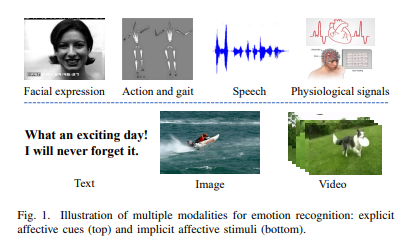 Facial expression
Action and gait
Speech
Physiological signals
What an exciting day!
I will never forget it.
Text
Image
Video
Fig. 1. Illustration of multiple modalities for emotion recognition: explicit
affective cues (top) and implicit affective stimuli (bottom).